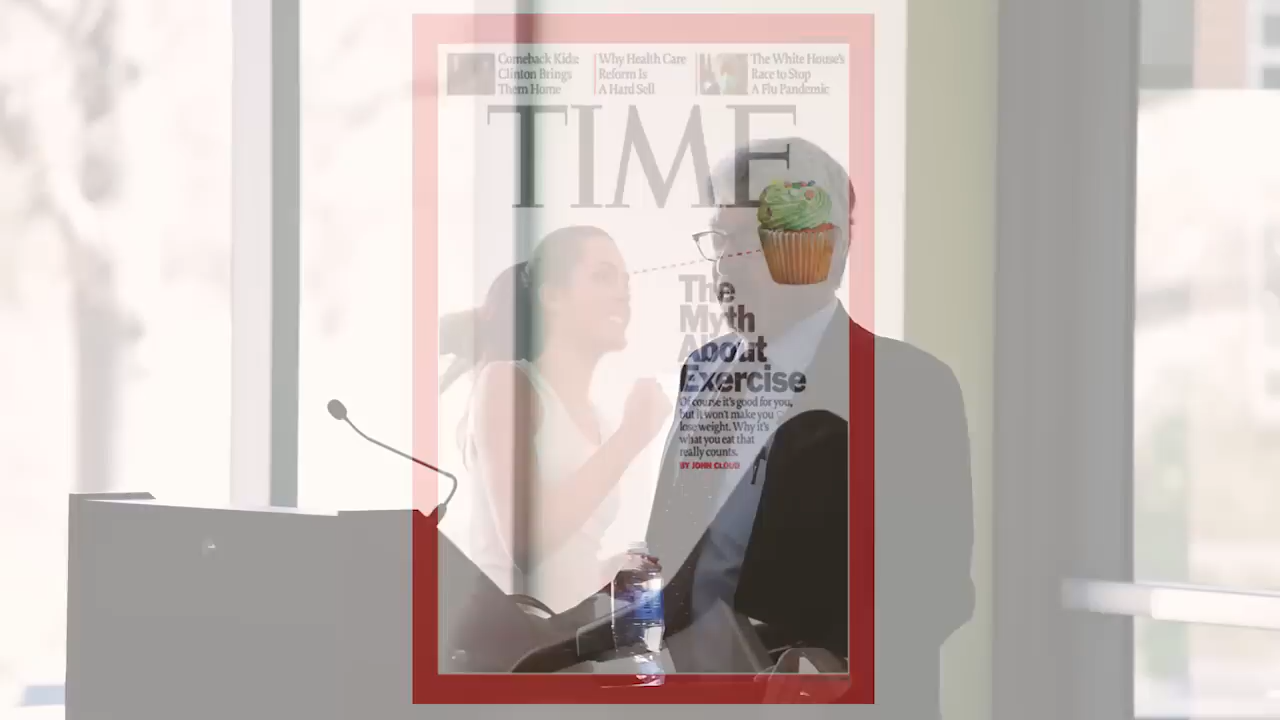 Comeback Kids:
Clinton Brings
Them Home
Why Health Care
Reform Is
A Hard Sell
The White House's
Race to Stop
A Flu Pandemic
TIME
The
Myth
About
Exercise
Of course it's good for you,
but it won't make you
lose weight. Why it's
what you eat that
really counts.
BY JOHN CLOUD